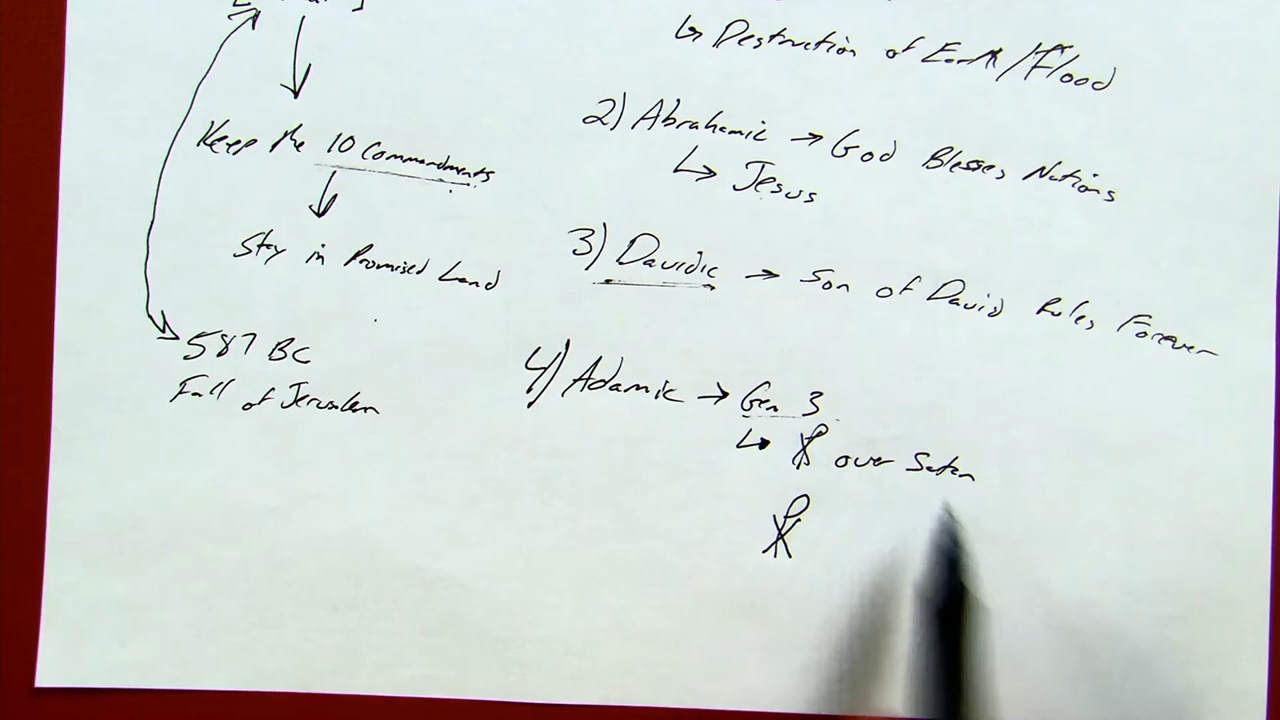 Keep the 10 Commandments
Stay in Promised Land
587 BC
Fall of Jerusalem
↳ Destruction of Earth/Flood
2) Abrahamic → God Blesses Nations
↳ Jesus
3) Davidic → Son of David Rules Forever
4) Adamic → Gen 3
↳ over Satan